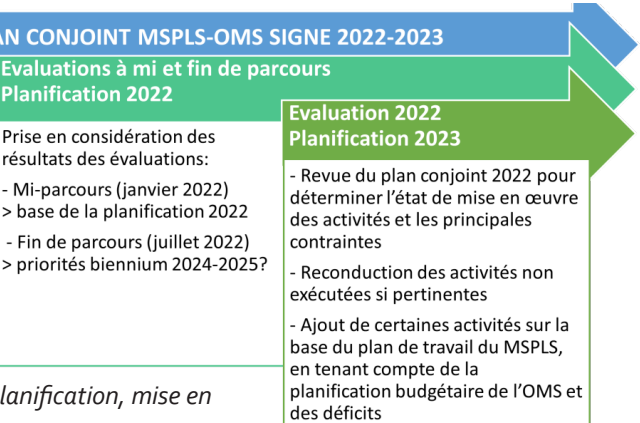 AN CONJOINT MSPLS-OMS SIGNE 2022-2023
Evaluations à mi et fin de parcours
Planification 2022
Prise en considération des
résultats des évaluations:
- Mi-parcours (janvier 2022)
> base de la planification 2022
- Fin de parcours (juillet 2022)
> priorités biennium 2024-2025?
Evaluation 2022
Planification 2023
- Revue du plan conjoint 2022 pour
déterminer l’état de mise en œuvre
des activités et les principales
contraintes
- Reconduction des activités non
exécutées si pertinentes
- Ajout de certaines activités sur la
base du plan de travail du MSPLS,
en tenant compte de la
planification budgétaire de l’OMS et
des déficits
lanification, mise en